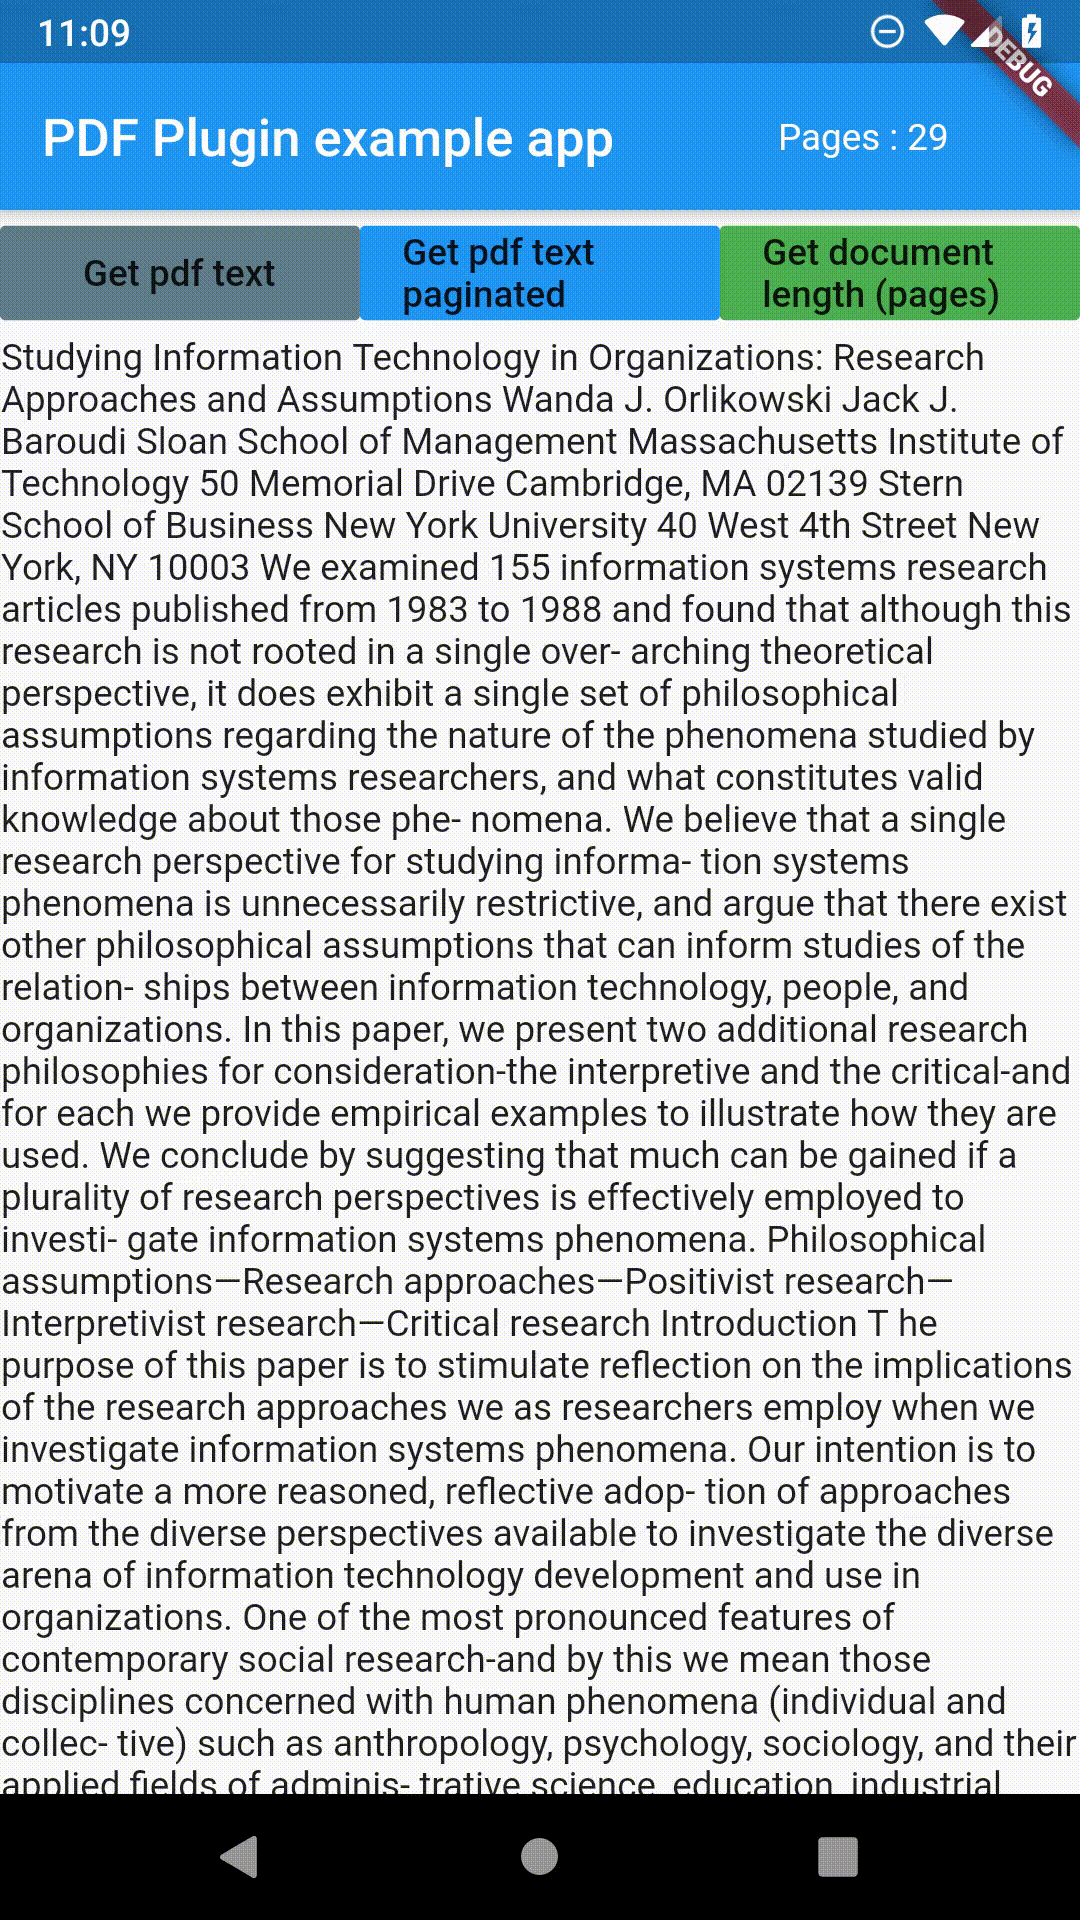 11:09
DEBUG
PDF Plugin example app
Pages : 29
Get pdf text
Get pdf text
paginated
Get document
length (pages)
Studying Information Technology in Organizations: Research
Approaches and Assumptions Wanda J. Orlikowski Jack J.
Baroudi Sloan School of Management Massachusetts Institute of
Technology 50 Memorial Drive Cambridge, MA 02139 Stern
School of Business New York University 40 West 4th Street New
York, NY 10003 We examined 155 information systems research
articles published from 1983 to 1988 and found that although this
research is not rooted in a single over- arching theoretical
perspective, it does exhibit a single set of philosophical
assumptions regarding the nature of the phenomena studied by
information systems researchers, and what constitutes valid
knowledge about those phe- nomena. We believe that a single
research perspective for studying informa- tion systems
phenomena is unnecessarily restrictive, and argue that there exist
other philosophical assumptions that can inform studies of the
relation- ships between information technology, people, and
organizations. In this paper, we present two additional research
philosophies for consideration-the interpretive and the critical-and
for each we provide empirical examples to illustrate how they are
used. We conclude by suggesting that much can be gained if a
plurality of research perspectives is effectively employed to
investi- gate information systems phenomena. Philosophical
assumptions—Research approaches—Positivist research—
Interpretivist research—Critical research Introduction T he
purpose of this paper is to stimulate reflection on the implications
of the research approaches we as researchers employ when we
investigate information systems phenomena. Our intention is to
motivate a more reasoned, reflective adop- tion of approaches
from the diverse perspectives available to investigate the diverse
arena of information technology development and use in
organizations. One of the most pronounced features of
contemporary social research-and by this we mean those
disciplines concerned with human phenomena (individual and
collec- tive) such as anthropology, psychology, sociology, and their
applied fields of adminis- trative science, education, industrial